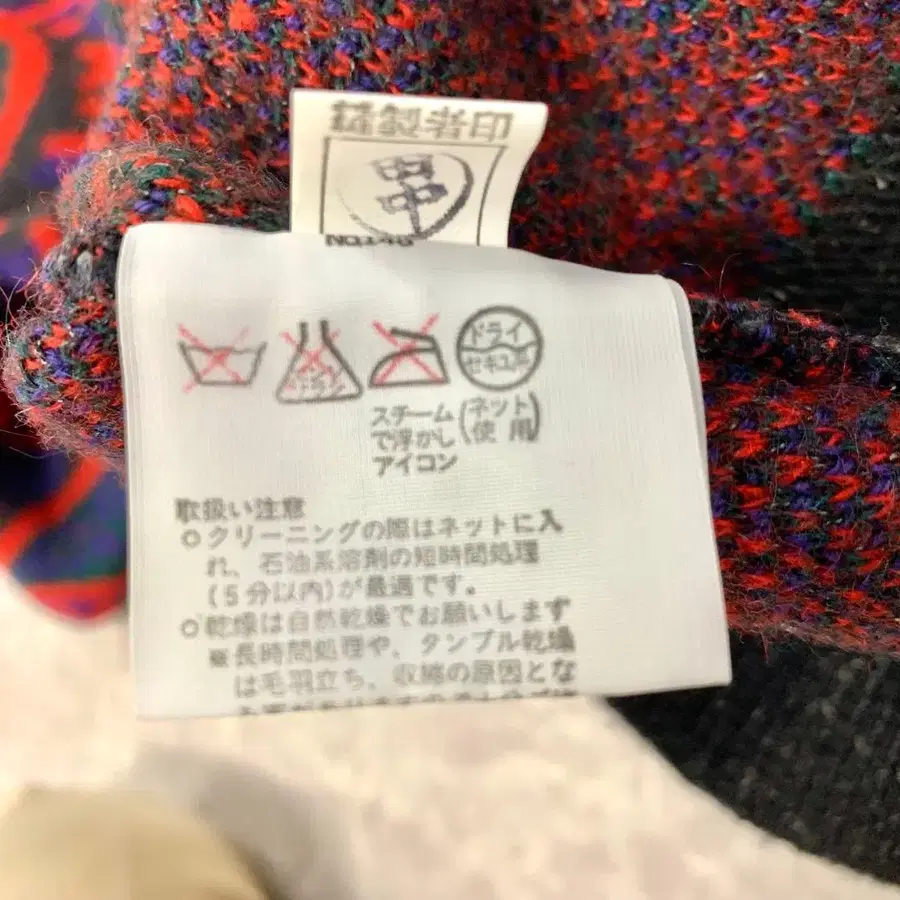 縫製者印
NO.148
ドライ
セキユ系
スチーム(ネット
で浮かし 使用)
アイロン
取扱い注意
○クリーニングの際はネットに入
れ、石油系溶剤の短時間処理
(5分以内)が最適です。
○乾燥は自然乾燥でお願いします
※長時間処理や、タンブル乾燥
は毛羽立ち、収縮の原因とな